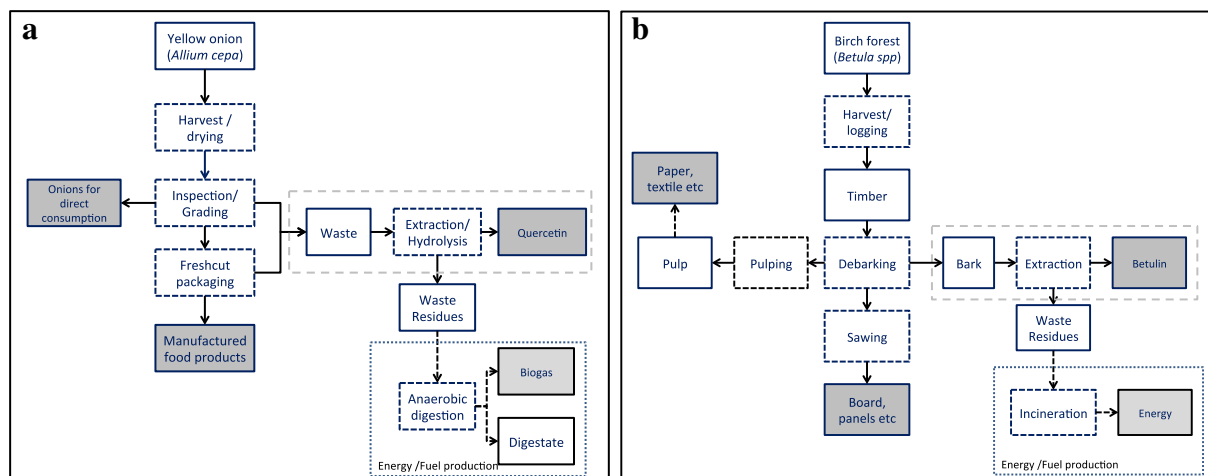 a
Yellow onion
(Allium cepa)
Harvest /
drying
Onions for
direct
consumption
Inspection/
Grading
Waste
Extraction/
Hydrolysis
Quercetin
Freshcut
packaging
Waste
Residues
Manufactured
food products
Biogas
Anaerobic
digestion
Digestate
Energy /Fuel production
b
Birch forest
(Betula spp)
Harvest/
logging
Paper,
textile etc
Timber
Pulp
Pulping
Debarking
Bark
Extraction
Betulin
Waste
Residues
Sawing
Board,
panels etc
Incineration
Energy
Energy /Fuel production